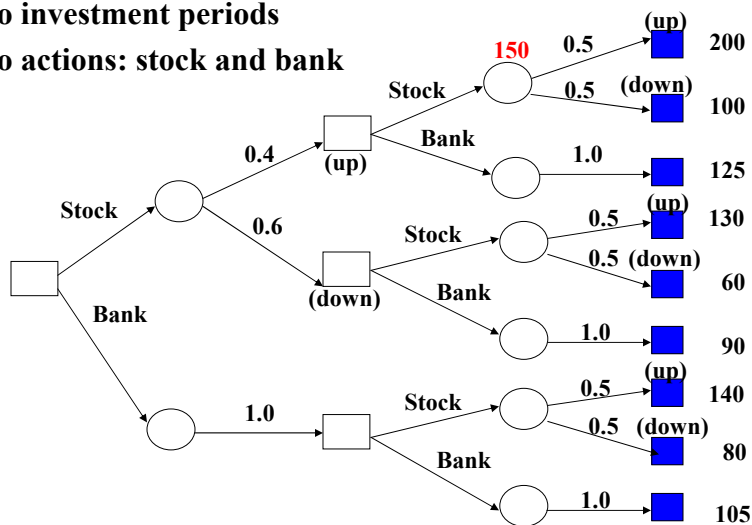 o investment periods
o actions: stock and bank
(up)
150 0.5 200
Stock 0.5 (down) 100
0.4 Bank 1.0 125
(up) (up)
Stock 0.6 Stock 0.5 130
0.5 (down)
(down) Bank 60
Bank 1.0 90
(up)
Stock 0.5 140
1.0 0.5 (down)
Bank 80
1.0 105